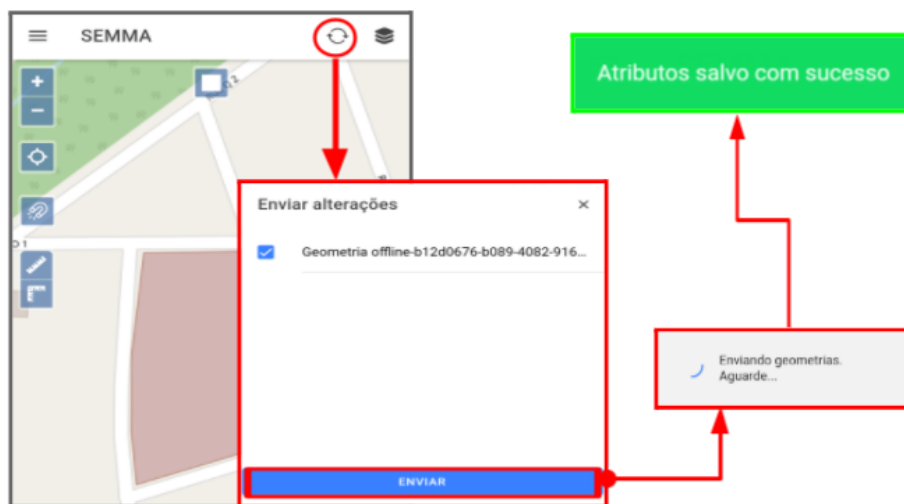 SEMMA
Atributos salvo com sucesso
Enviar alterações
Geometria offline-b12d0676-b089-4082-916...
Enviando geometrias.
Aguarde...
ENVIAR